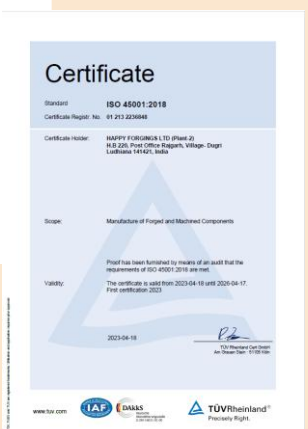 Certificate
Standard ISO 45001:2018
Certificate Registr. No. 01 213 2236048
Certificate Holder: HAPPY FORGINGS LTD (Plant-2)
H.B 220, Post Office Rajgarh, Village- Dugri
Ludhiana 141421, India
Scope: Manufacture of Forged and Machined Components
Proof has been furnished by means of an audit that the
requirements of ISO 45001:2018 are met.
Validity: The certificate is valid from 2023-04-18 until 2026-04-17.
First certification 2023
2023-04-18
TÜV Rheinland Cert GmbH
Am Grauen Stein · 51105 Köln
www.tuv.com
IAF
DAkkS
TÜVRheinland®
Precisely Right.